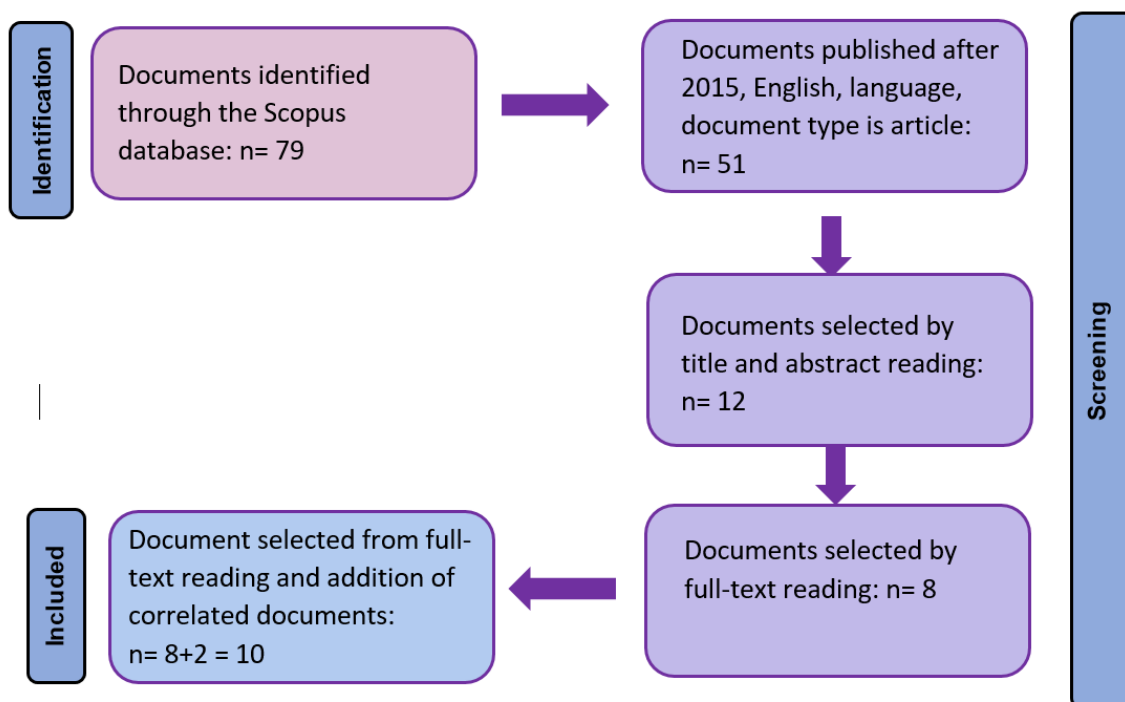 Identification
Documents identified
through the Scopus
database: n= 79
Documents published after
2015, English, language,
document type is article:
n= 51
Documents selected by
title and abstract reading:
n= 12
Screening
Documents selected by
full-text reading: n= 8
Included
Document selected from full-
text reading and addition of
correlated documents:
n= 8+2 = 10